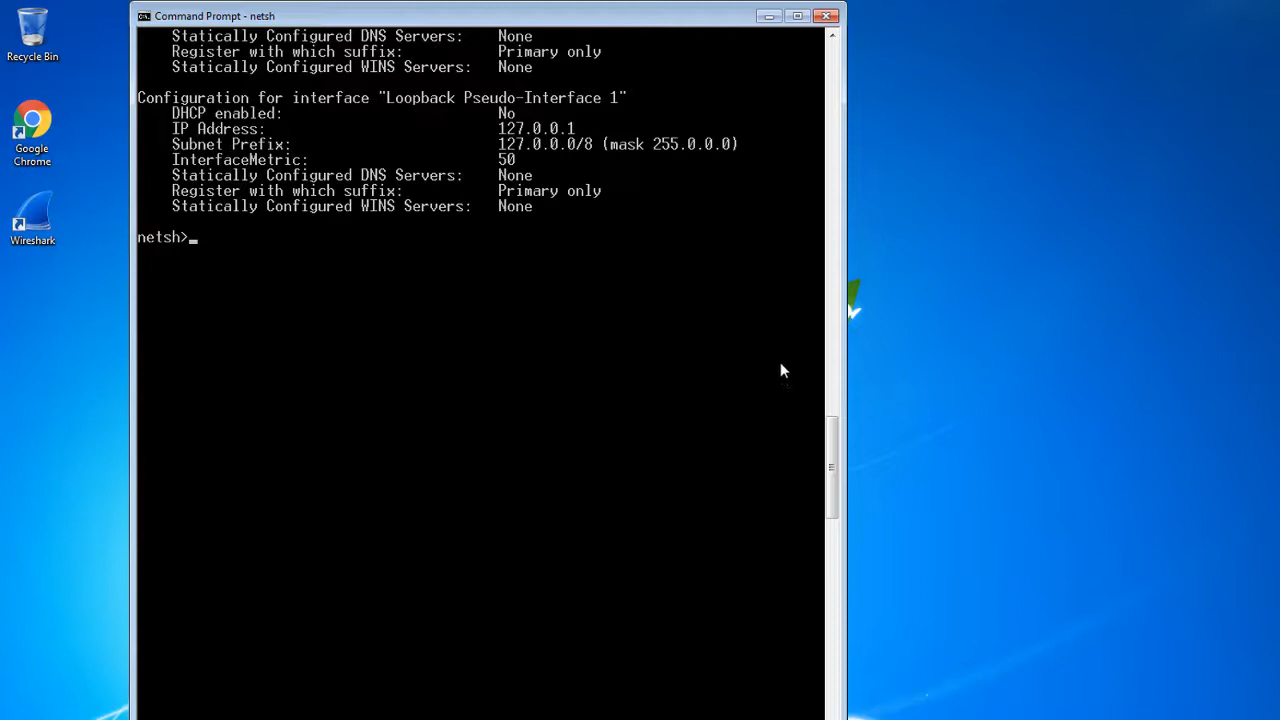 Command Prompt - netsh
Recycle Bin
Google
Chrome
Wireshark
Statically Configured DNS Servers: None
Register with which suffix: Primary only
Statically Configured WINS Servers: None
Configuration for interface "Loopback Pseudo-Interface 1"
DHCP enabled: No
IP Address: 127.0.0.1
Subnet Prefix: 127.0.0.0/8 (mask 255.0.0.0)
InterfaceMetric: 50
Statically Configured DNS Servers: None
Register with which suffix: Primary only
Statically Configured WINS Servers: None
netsh>_